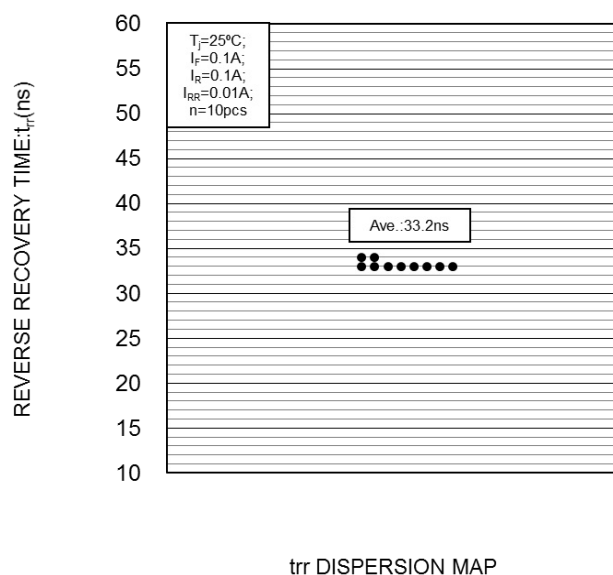 REVERSE RECOVERY TIME:trr(ns)
60
55
50
45
40
35
30
25
20
15
10
Tj=25ºC;
IF=0.1A;
IR=0.1A;
IRR=0.01A;
n=10pcs
Ave.:33.2ns
trr DISPERSION MAP